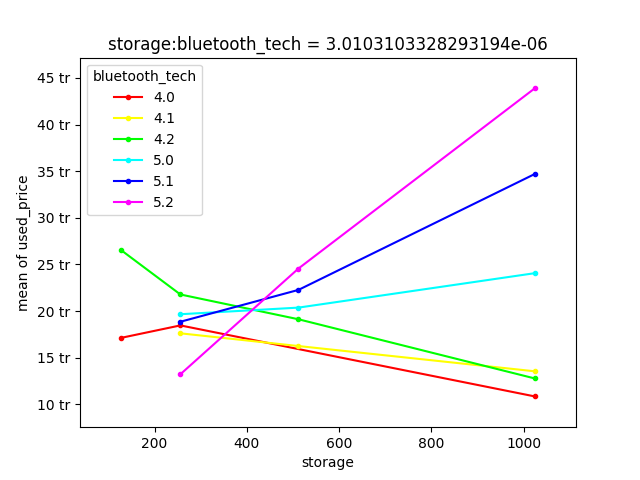 storage:bluetooth_tech = 3.0103103328293194e-06
bluetooth_tech
4.0
4.1
4.2
5.0
5.1
5.2
45 tr
40 tr
35 tr
30 tr
25 tr
20 tr
15 tr
10 tr
mean of used_price
200
400
600
800
1000
storage